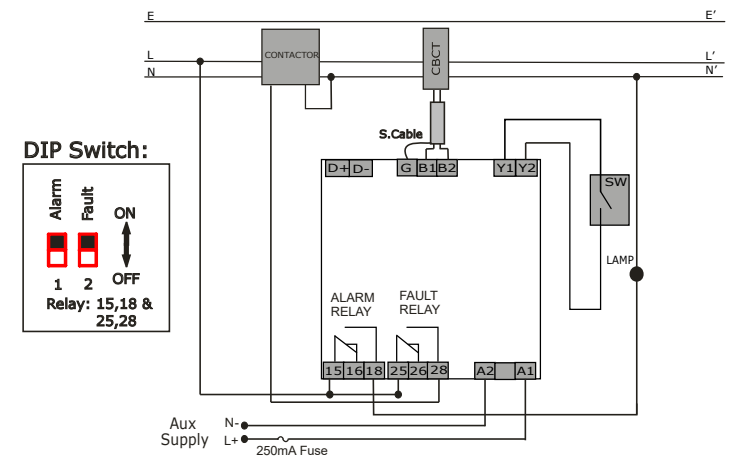 E E'
L L'
N N'
CONTACTOR
CBCT
S.Cable
DIP Switch:
D+ D- G B1 B2 Y1 Y2
Alarm Fault
ON
OFF
1 2
Relay: 15,18 &
25,28
SW
LAMP
ALARM
RELAY
FAULT
RELAY
15 16 18 25 26 28 A2 A1
Aux
Supply
N-
L+
250mA Fuse